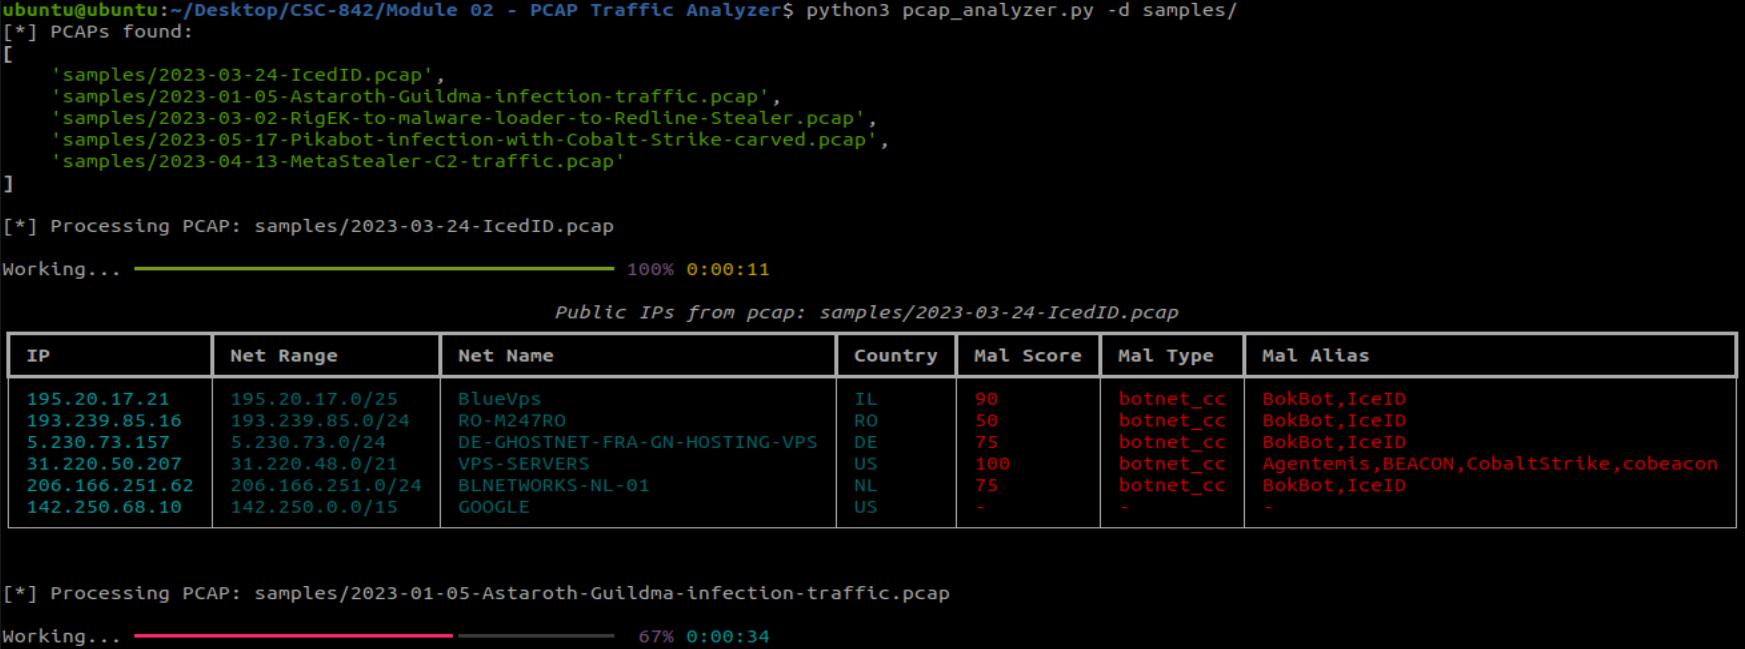 ubuntu@ubuntu:~/Desktop/CSC-842/Module 02 - PCAP Traffic Analyzer$ python3 pcap_analyzer.py -d samples/
[*] PCAPs found:
[
    'samples/2023-03-24-IcedID.pcap',
    'samples/2023-01-05-Astaroth-Guildma-infection-traffic.pcap',
    'samples/2023-03-02-RigEK-to-malware-loader-to-Redline-Stealer.pcap',
    'samples/2023-05-17-Pikabot-infection-with-Cobalt-Strike-carved.pcap',
    'samples/2023-04-13-MetaStealer-C2-traffic.pcap'
]
[*] Processing PCAP: samples/2023-03-24-IcedID.pcap
Working... 100% 0:00:11
Public IPs from pcap: samples/2023-03-24-IcedID.pcap
IP Net Range Net Name Country Mal Score Mal Type Mal Alias
195.20.17.21 195.20.17.0/25 BlueVps IL 90 botnet_cc BokBot,IceID
193.239.85.16 193.239.85.0/24 RO-M247RO RO 50 botnet_cc BokBot,IceID
5.230.73.157 5.230.73.0/24 DE-GHOSTNET-FRA-GN-HOSTING-VPS DE 75 botnet_cc BokBot,IceID
31.220.50.207 31.220.48.0/21 VPS-SERVERS US 100 botnet_cc Agentemis,BEACON,CobaltStrike,cobeacon
206.166.251.62 206.166.251.0/24 BLNETWORKS-NL-01 NL 75 botnet_cc BokBot,IceID
142.250.68.10 142.250.0.0/15 GOOGLE US - - -
[*] Processing PCAP: samples/2023-01-05-Astaroth-Guildma-infection-traffic.pcap
Working... 67% 0:00:34